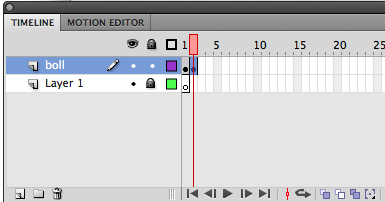 TIMELINE MOTION EDITOR
1 5 10 15 20 25
boll
Layer 1